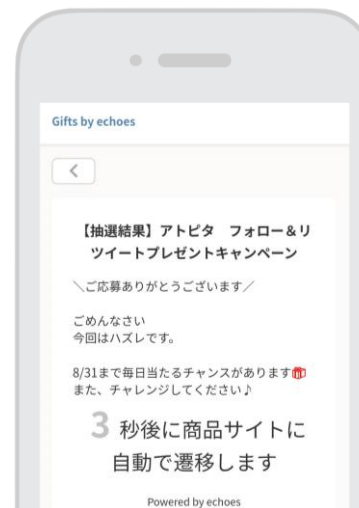 Gifts by echoes
【抽選結果】アトピタ　フォロー＆リ
ツイートプレゼントキャンペーン
＼ご応募ありがとうございます／
ごめんなさい
今回はハズレです。
8/31まで毎日当たるチャンスがあります🎁
また、チャレンジしてください♪
3 秒後に商品サイトに
自動で遷移します
Powered by echoes